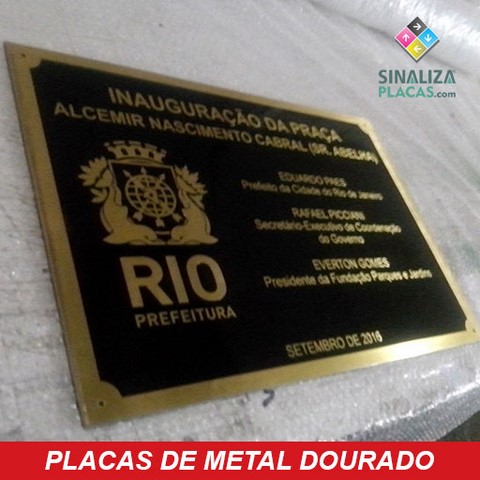 SINALIZA
PLACAS.com
INAUGURAÇÃO DA PRAÇA
ALCEMIR NASCIMENTO CABRAL (SR. ABELHA)
EDUARDO PAES
Prefeito da Cidade do Rio de Janeiro
RAFAEL PICCIANI
Secretário-Executivo de Coordenação
do Governo
EVERTON GOMES
Presidente da Fundação Parques e Jardins
RIO
PREFEITURA
SETEMBRO DE 2016
PLACAS DE METAL DOURADO